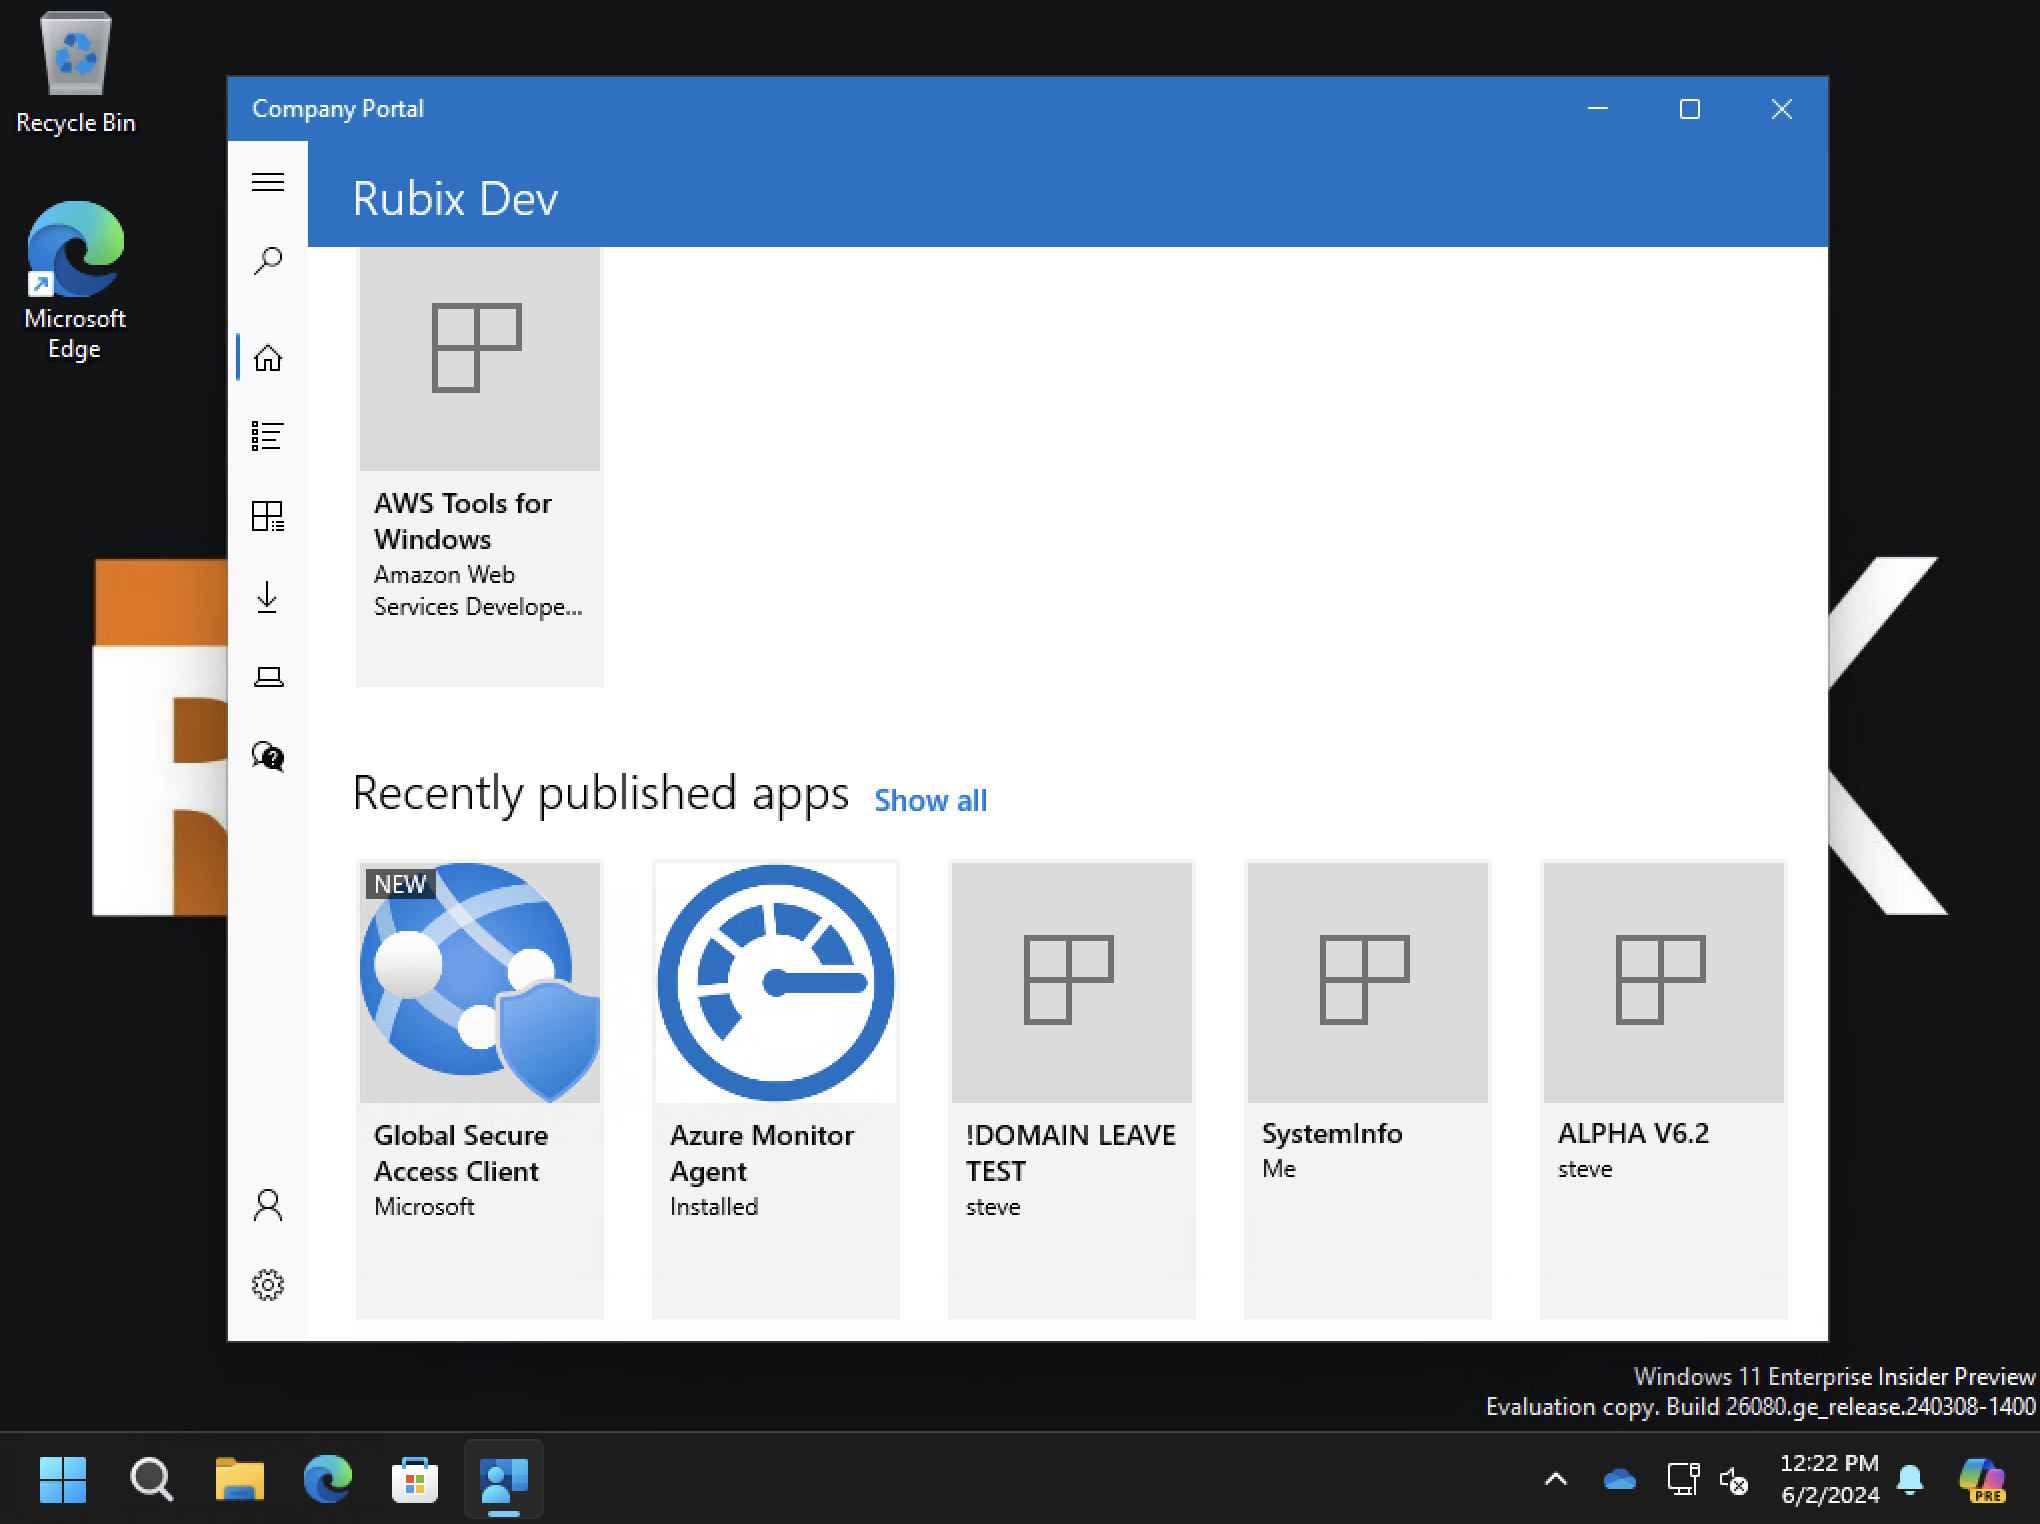 Recycle Bin
Microsoft
Edge
Company Portal
Rubix Dev
AWS Tools for
Windows
Amazon Web
Services Develope...
Recently published apps
Show all
NEW
Global Secure
Access Client
Microsoft
Azure Monitor
Agent
Installed
!DOMAIN LEAVE
TEST
steve
SystemInfo
Me
ALPHA V6.2
steve
Windows 11 Enterprise Insider Preview
Evaluation copy. Build 26080.ge_release.240308-1400
12:22 PM
6/2/2024
PRE